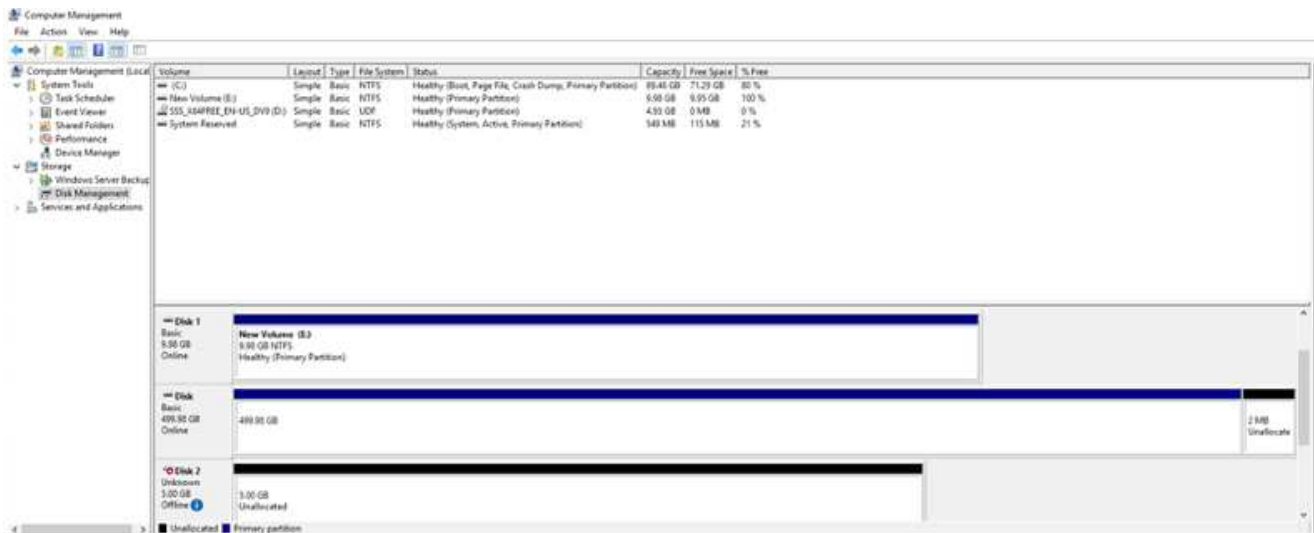 Computer Management
File Action View Help
Computer Management (Local
System Tools
Task Scheduler
Event Viewer
Shared Folders
Performance
Device Manager
Storage
Windows Server Backup
Disk Management
Services and Applications
Volume Layout Type File System Status Capacity Free Space % Free
(C:) Simple Basic NTFS Healthy (Boot, Page File, Crash Dump, Primary Partition) 71.29 GB 80 %
New Volume (E:) Simple Basic NTFS Healthy (Primary Partition) 9.98 GB 9.95 GB 100 %
Simple Basic UDF Healthy (Primary Partition) 4.93 GB 0 MB 0 %
System Reserved Simple Basic NTFS Healthy (System, Active, Primary Partition) 549 MB 115 MB 21 %
Disk 1
Basic
9.98 GB
Online
New Volume (E:)
9.98 GB NTFS
Healthy (Primary Partition)
Disk
Basic
499.98 GB
Online
499.98 GB
2 MB
Unallocate
Disk 2
Unknown
5.00 GB
Offline
5.00 GB
Unallocated
Unallocated Primary partition